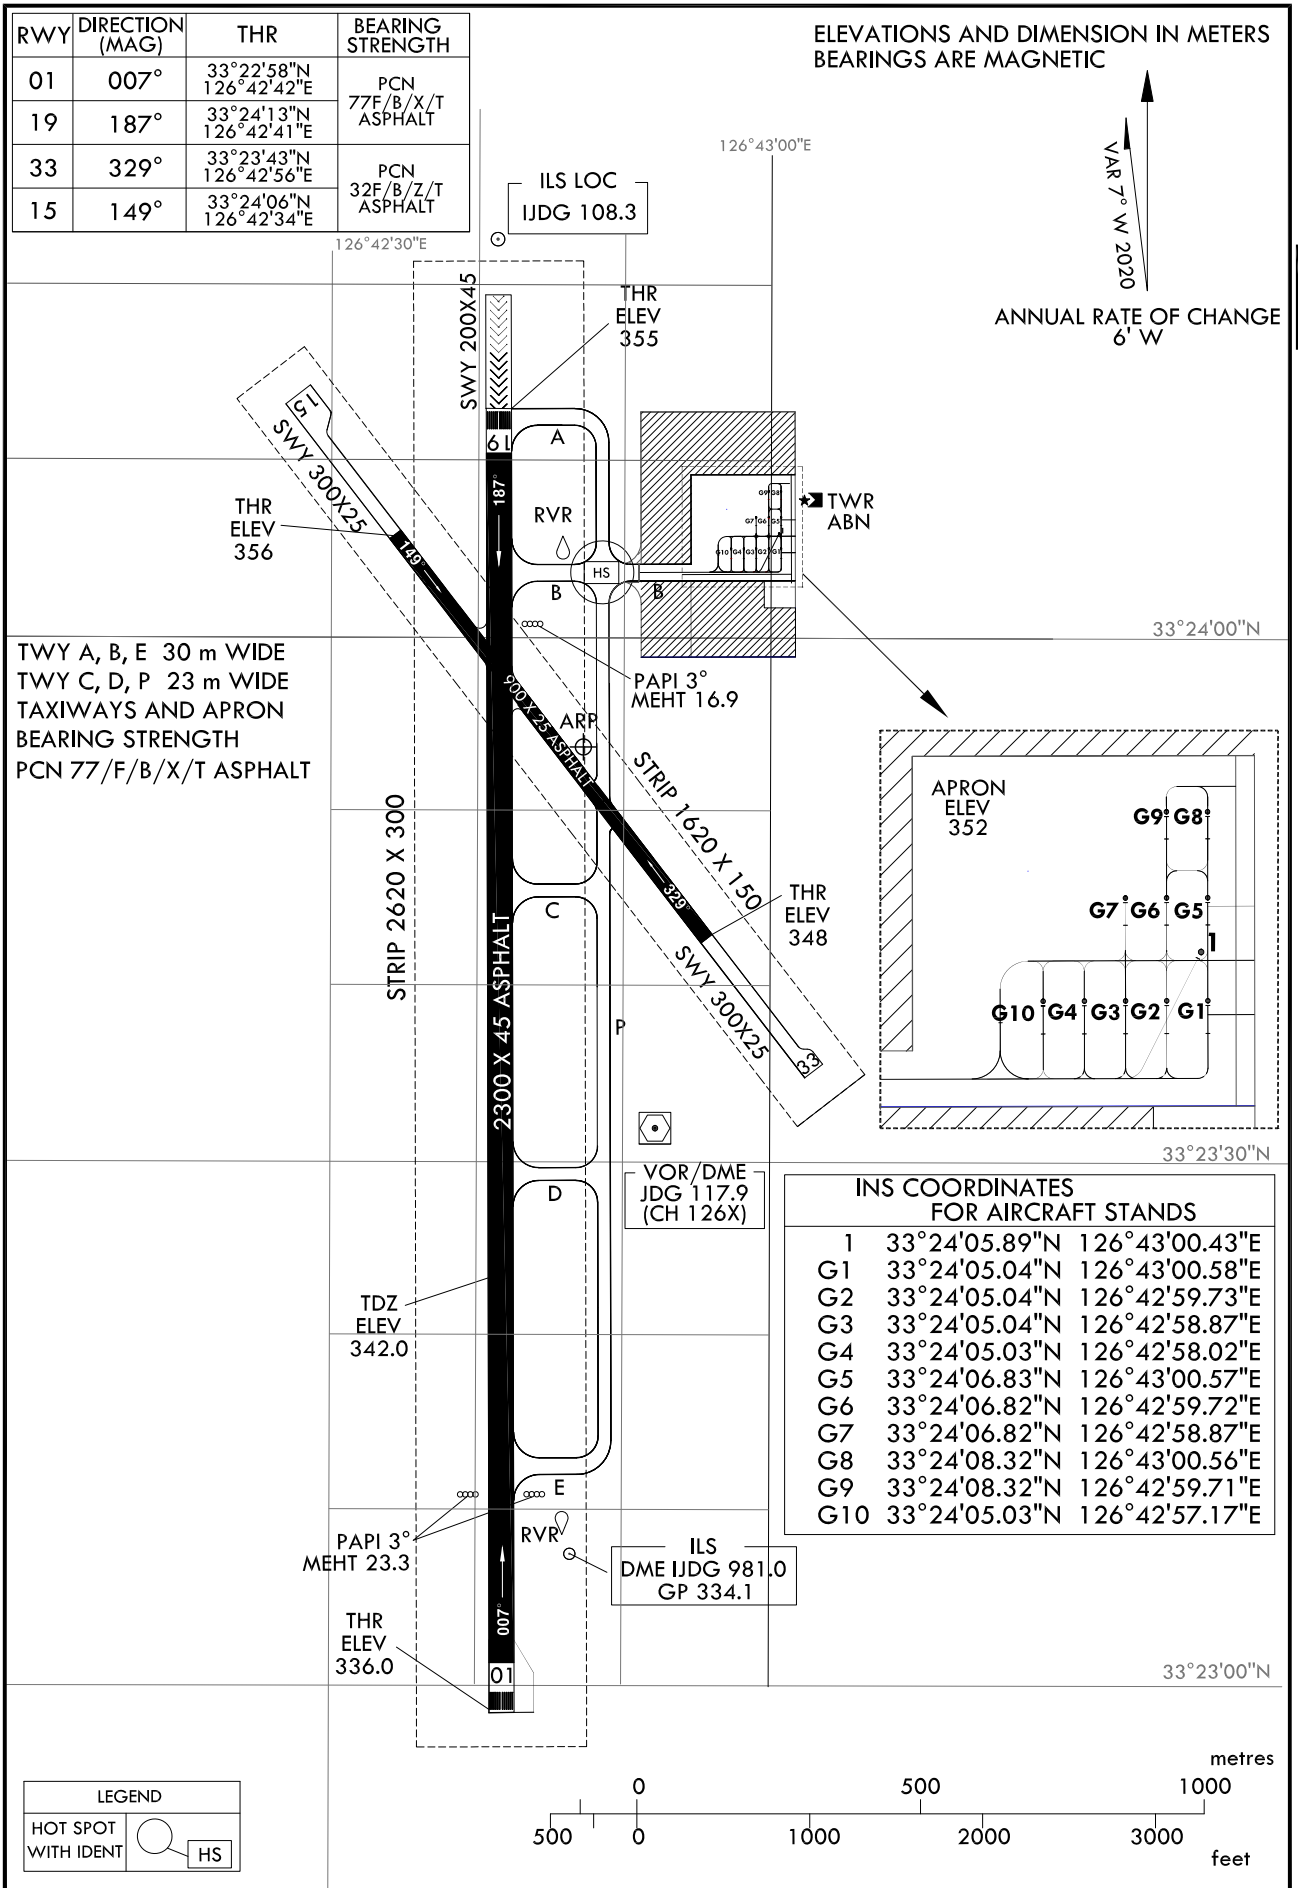 RWY DIRECTION (MAG) THR BEARING STRENGTH
01 007° 33°22'58"N 126°42'42"E PCN 77F/B/X/T ASPHALT
19 187° 33°24'13"N 126°42'41"E
33 329° 33°23'43"N 126°42'56"E PCN 32F/B/Z/T ASPHALT
15 149° 33°24'06"N 126°42'34"E
ELEVATIONS AND DIMENSION IN METERS
BEARINGS ARE MAGNETIC
VAR 7° W 2020
ANNUAL RATE OF CHANGE
6' W
126°43'00"E
126°42'30"E
ILS LOC
IJDG 108.3
SWY 200X45
THR
ELEV
355
15
SWY 300X25
19
187°
A
THR
ELEV
356
149°
RVR
HS
B
B
G9 G8
G7 G6 G5
G10 G4 G3 G2 G1
TWR
ABN
33°24'00"N
TWY A, B, E 30 m WIDE
TWY C, D, P 23 m WIDE
TAXIWAYS AND APRON
BEARING STRENGTH
PCN 77/F/B/X/T ASPHALT
PAPI 3°
MEHT 16.9
900 X 25 ASPHALT
ARP
STRIP 1620 X 150
STRIP 2620 X 300
2300 X 45 ASPHALT
329°
THR
ELEV
348
C
SWY 300X25
33
P
APRON
ELEV
352
G9 G8
G7 G6 G5
1
G10 G4 G3 G2 G1
33°23'30"N
VOR/DME
JDG 117.9
(CH 126X)
D
TDZ
ELEV
342.0
INS COORDINATES
FOR AIRCRAFT STANDS
1 33°24'05.89"N 126°43'00.43"E
G1 33°24'05.04"N 126°43'00.58"E
G2 33°24'05.04"N 126°42'59.73"E
G3 33°24'05.04"N 126°42'58.87"E
G4 33°24'05.03"N 126°42'58.02"E
G5 33°24'06.83"N 126°43'00.57"E
G6 33°24'06.82"N 126°42'59.72"E
G7 33°24'06.82"N 126°42'58.87"E
G8 33°24'08.32"N 126°43'00.56"E
G9 33°24'08.32"N 126°42'59.71"E
G10 33°24'05.03"N 126°42'57.17"E
E
PAPI 3°
MEHT 23.3
RVR
ILS
DME IJDG 981.0
GP 334.1
007°
THR
ELEV
336.0
01
33°23'00"N
LEGEND
HOT SPOT
WITH IDENT
HS
metres
0 500 1000
500 0 1000 2000 3000
feet